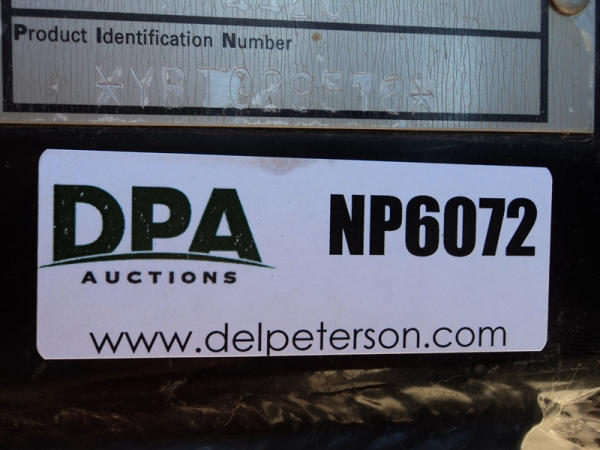 Product Identification Number
DPA
AUCTIONS
NP6072
www.delpeterson.com